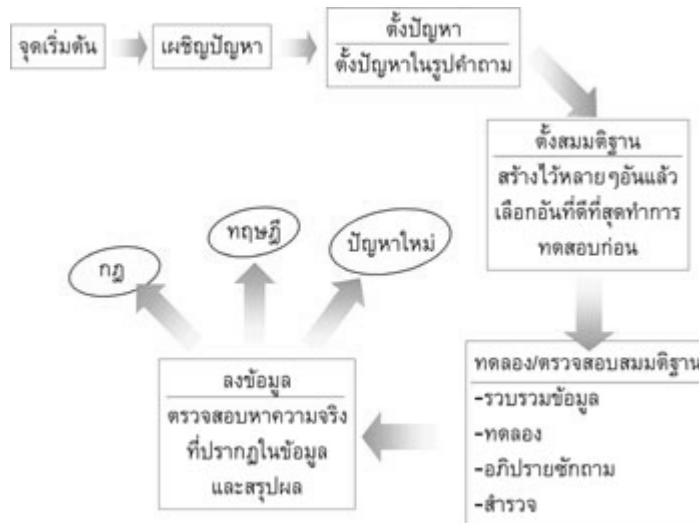 จุดเริ่มต้น
เผชิญปัญหา
ตั้งปัญหา
ตั้งปัญหาในรูปคำถาม
ตั้งสมมติฐาน
สร้างไว้หลายๆอันแล้ว
เลือกอันที่ดีที่สุดทำการ
ทดสอบก่อน
ทดลอง/ตรวจสอบสมมติฐาน
-รวบรวมข้อมูล
-ทดลอง
-อภิปรายซักถาม
-สำรวจ
ลงข้อมูล
ตรวจสอบหาความจริง
ที่ปรากฏในข้อมูล
และสรุปผล
กฎ
ทฤษฎี
ปัญหาใหม่